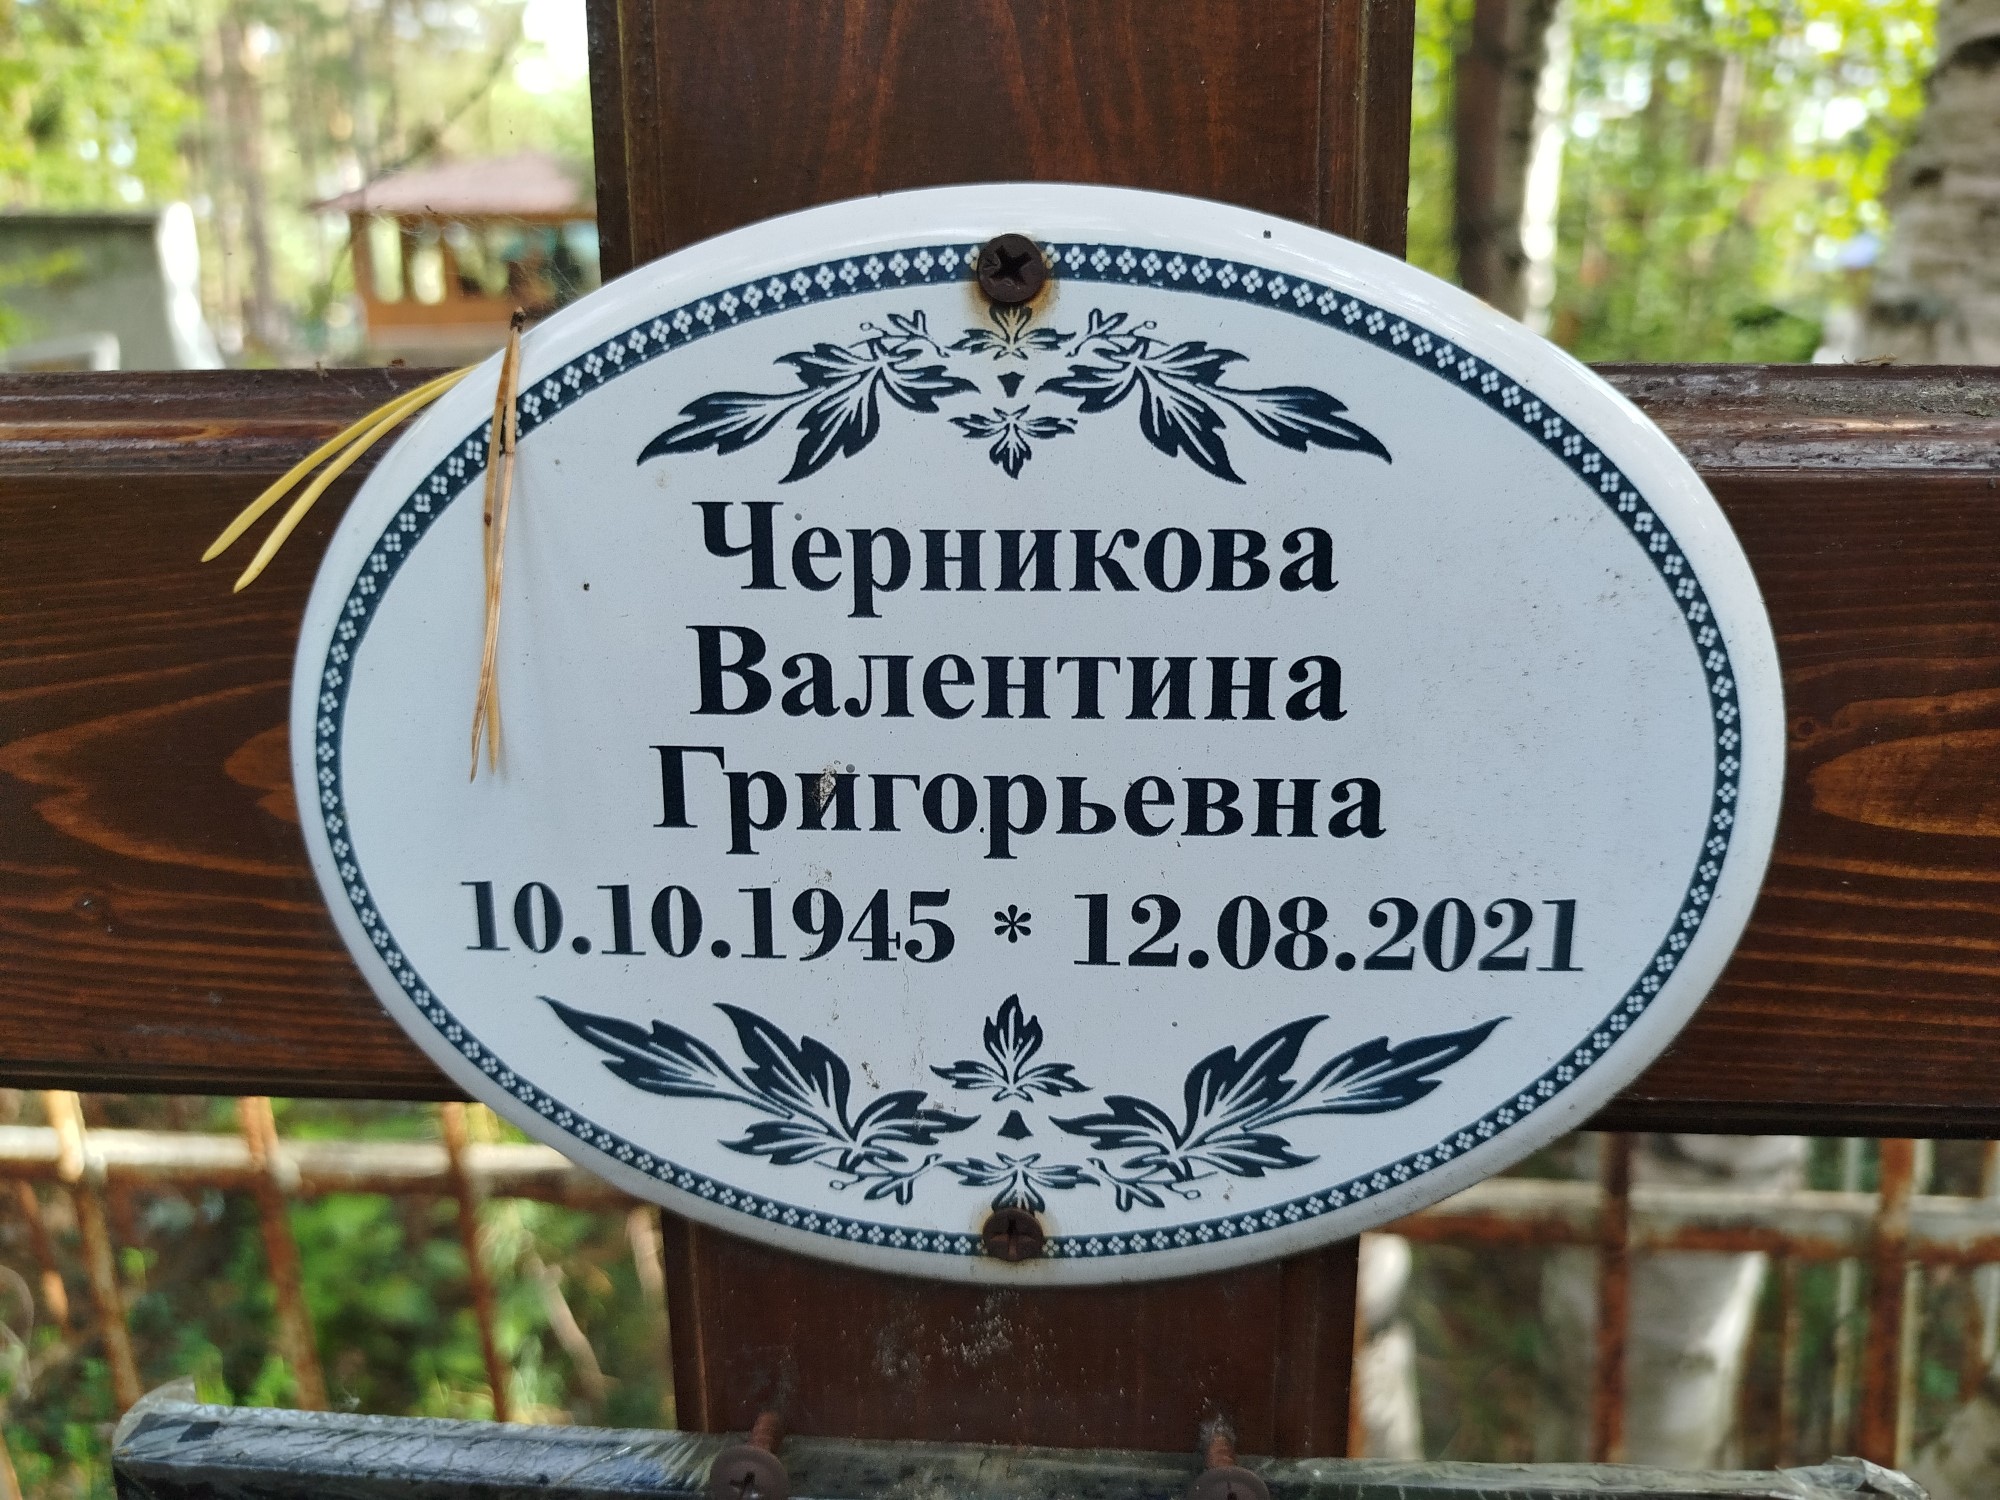 Черникова
Валентина
Григорьевна
10.10.1945 * 12.08.2021